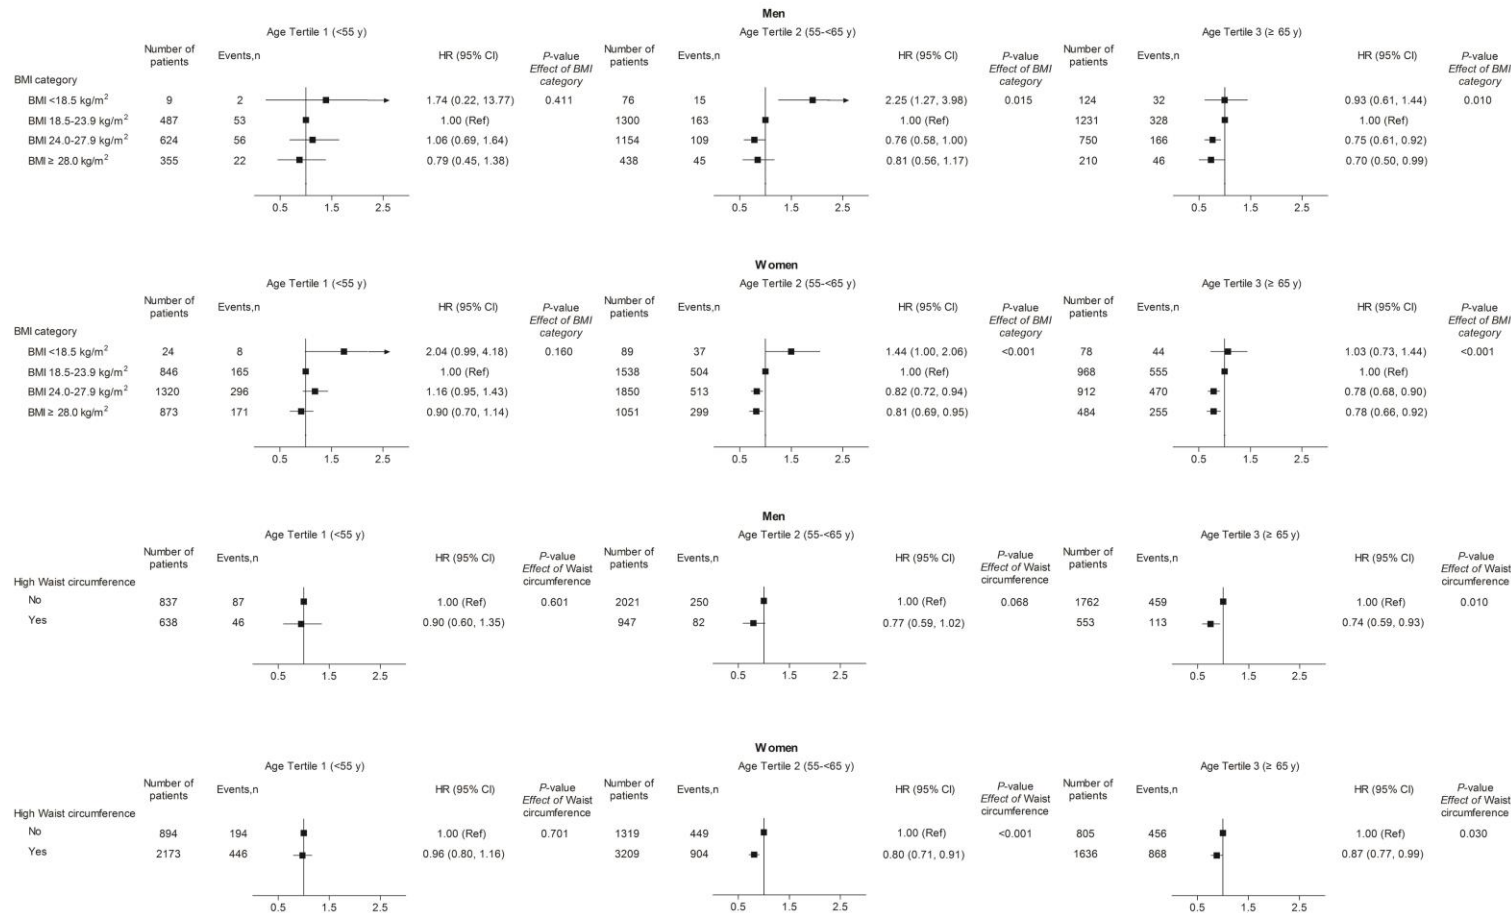 Men
Age Tertile 1 (<55 y) Age Tertile 2 (55-<65 y) Age Tertile 3 (≥ 65 y)
Number of patients Events,n HR (95% CI) P-value Effect of BMI category Number of patients Events,n HR (95% CI) P-value Effect of BMI category Number of patients Events,n HR (95% CI) P-value Effect of BMI category
BMI category
BMI <18.5 kg/m² 9 2 1.74 (0.22, 13.77) 0.411 76 15 2.25 (1.27, 3.98) 0.015 124 32 0.93 (0.61, 1.44) 0.010
BMI 18.5-23.9 kg/m² 487 53 1.00 (Ref) 1300 163 1.00 (Ref) 1231 328 1.00 (Ref)
BMI 24.0-27.9 kg/m² 624 56 1.06 (0.69, 1.64) 1154 109 0.76 (0.58, 1.00) 750 166 0.75 (0.61, 0.92)
BMI ≥ 28.0 kg/m² 355 22 0.79 (0.45, 1.38) 438 45 0.81 (0.56, 1.17) 210 46 0.70 (0.50, 0.99)
0.5 1.5 2.5 0.5 1.5 2.5 0.5 1.5 2.5
Women
Age Tertile 1 (<55 y) Age Tertile 2 (55-<65 y) Age Tertile 3 (≥ 65 y)
Number of patients Events,n HR (95% CI) P-value Effect of BMI category Number of patients Events,n HR (95% CI) P-value Effect of BMI category Number of patients Events,n HR (95% CI) P-value Effect of BMI category
BMI category
BMI <18.5 kg/m² 24 8 2.04 (0.99, 4.18) 0.160 89 37 1.44 (1.00, 2.06) <0.001 78 44 1.03 (0.73, 1.44) <0.001
BMI 18.5-23.9 kg/m² 846 165 1.00 (Ref) 1538 504 1.00 (Ref) 968 555 1.00 (Ref)
BMI 24.0-27.9 kg/m² 1320 296 1.16 (0.95, 1.43) 1850 513 0.82 (0.72, 0.94) 912 470 0.78 (0.68, 0.90)
BMI ≥ 28.0 kg/m² 873 171 0.90 (0.70, 1.14) 1051 299 0.81 (0.69, 0.95) 484 255 0.78 (0.66, 0.92)
0.5 1.5 2.5 0.5 1.5 2.5 0.5 1.5 2.5
Men
Age Tertile 1 (<55 y) Age Tertile 2 (55-<65 y) Age Tertile 3 (≥ 65 y)
Number of patients Events,n HR (95% CI) P-value Effect of Waist circumference Number of patients Events,n HR (95% CI) P-value Effect of Waist circumference Number of patients Events,n HR (95% CI) P-value Effect of Waist circumference
High Waist circumference
No 837 87 1.00 (Ref) 0.601 2021 250 1.00 (Ref) 0.068 1762 459 1.00 (Ref) 0.010
Yes 638 46 0.90 (0.60, 1.35) 947 82 0.77 (0.59, 1.02) 553 113 0.74 (0.59, 0.93)
0.5 1.5 2.5 0.5 1.5 2.5 0.5 1.5 2.5
Women
Age Tertile 1 (<55 y) Age Tertile 2 (55-<65 y) Age Tertile 3 (≥ 65 y)
Number of patients Events,n HR (95% CI) P-value Effect of Waist circumference Number of patients Events,n HR (95% CI) P-value Effect of Waist circumference Number of patients Events,n HR (95% CI) P-value Effect of Waist circumference
High Waist circumference
No 894 194 1.00 (Ref) 0.701 1319 449 1.00 (Ref) <0.001 805 456 1.00 (Ref) 0.030
Yes 2173 446 0.96 (0.80, 1.16) 3209 904 0.80 (0.71, 0.91) 1636 868 0.87 (0.77, 0.99)
0.5 1.5 2.5 0.5 1.5 2.5 0.5 1.5 2.5